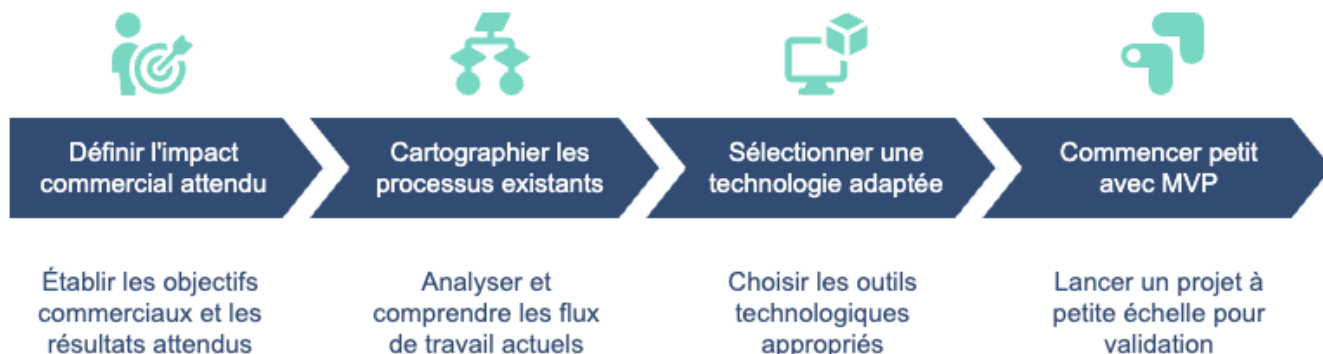 Définir l'impact
commercial attendu
Cartographier les
processus existants
Sélectionner une
technologie adaptée
Commencer petit
avec MVP
Établir les objectifs
commerciaux et les
résultats attendus
Analyser et
comprendre les flux
de travail actuels
Choisir les outils
technologiques
appropriés
Lancer un projet à
petite échelle pour
validation